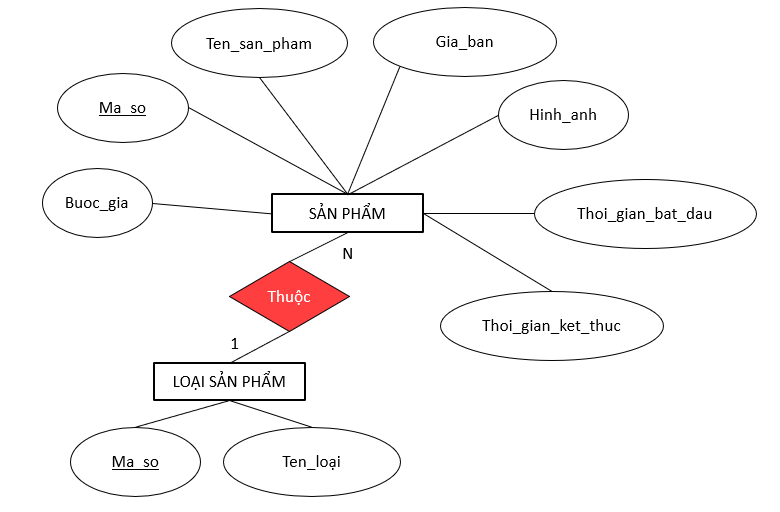 Ten_san_pham
Gia_ban
Ma_so
Hinh_anh
Buoc_gia
SẢN PHẨM
Thoi_gian_bat_dau
N
Thuộc
Thoi_gian_ket_thuc
1
LOẠI SẢN PHẨM
Ma_so
Ten_loại